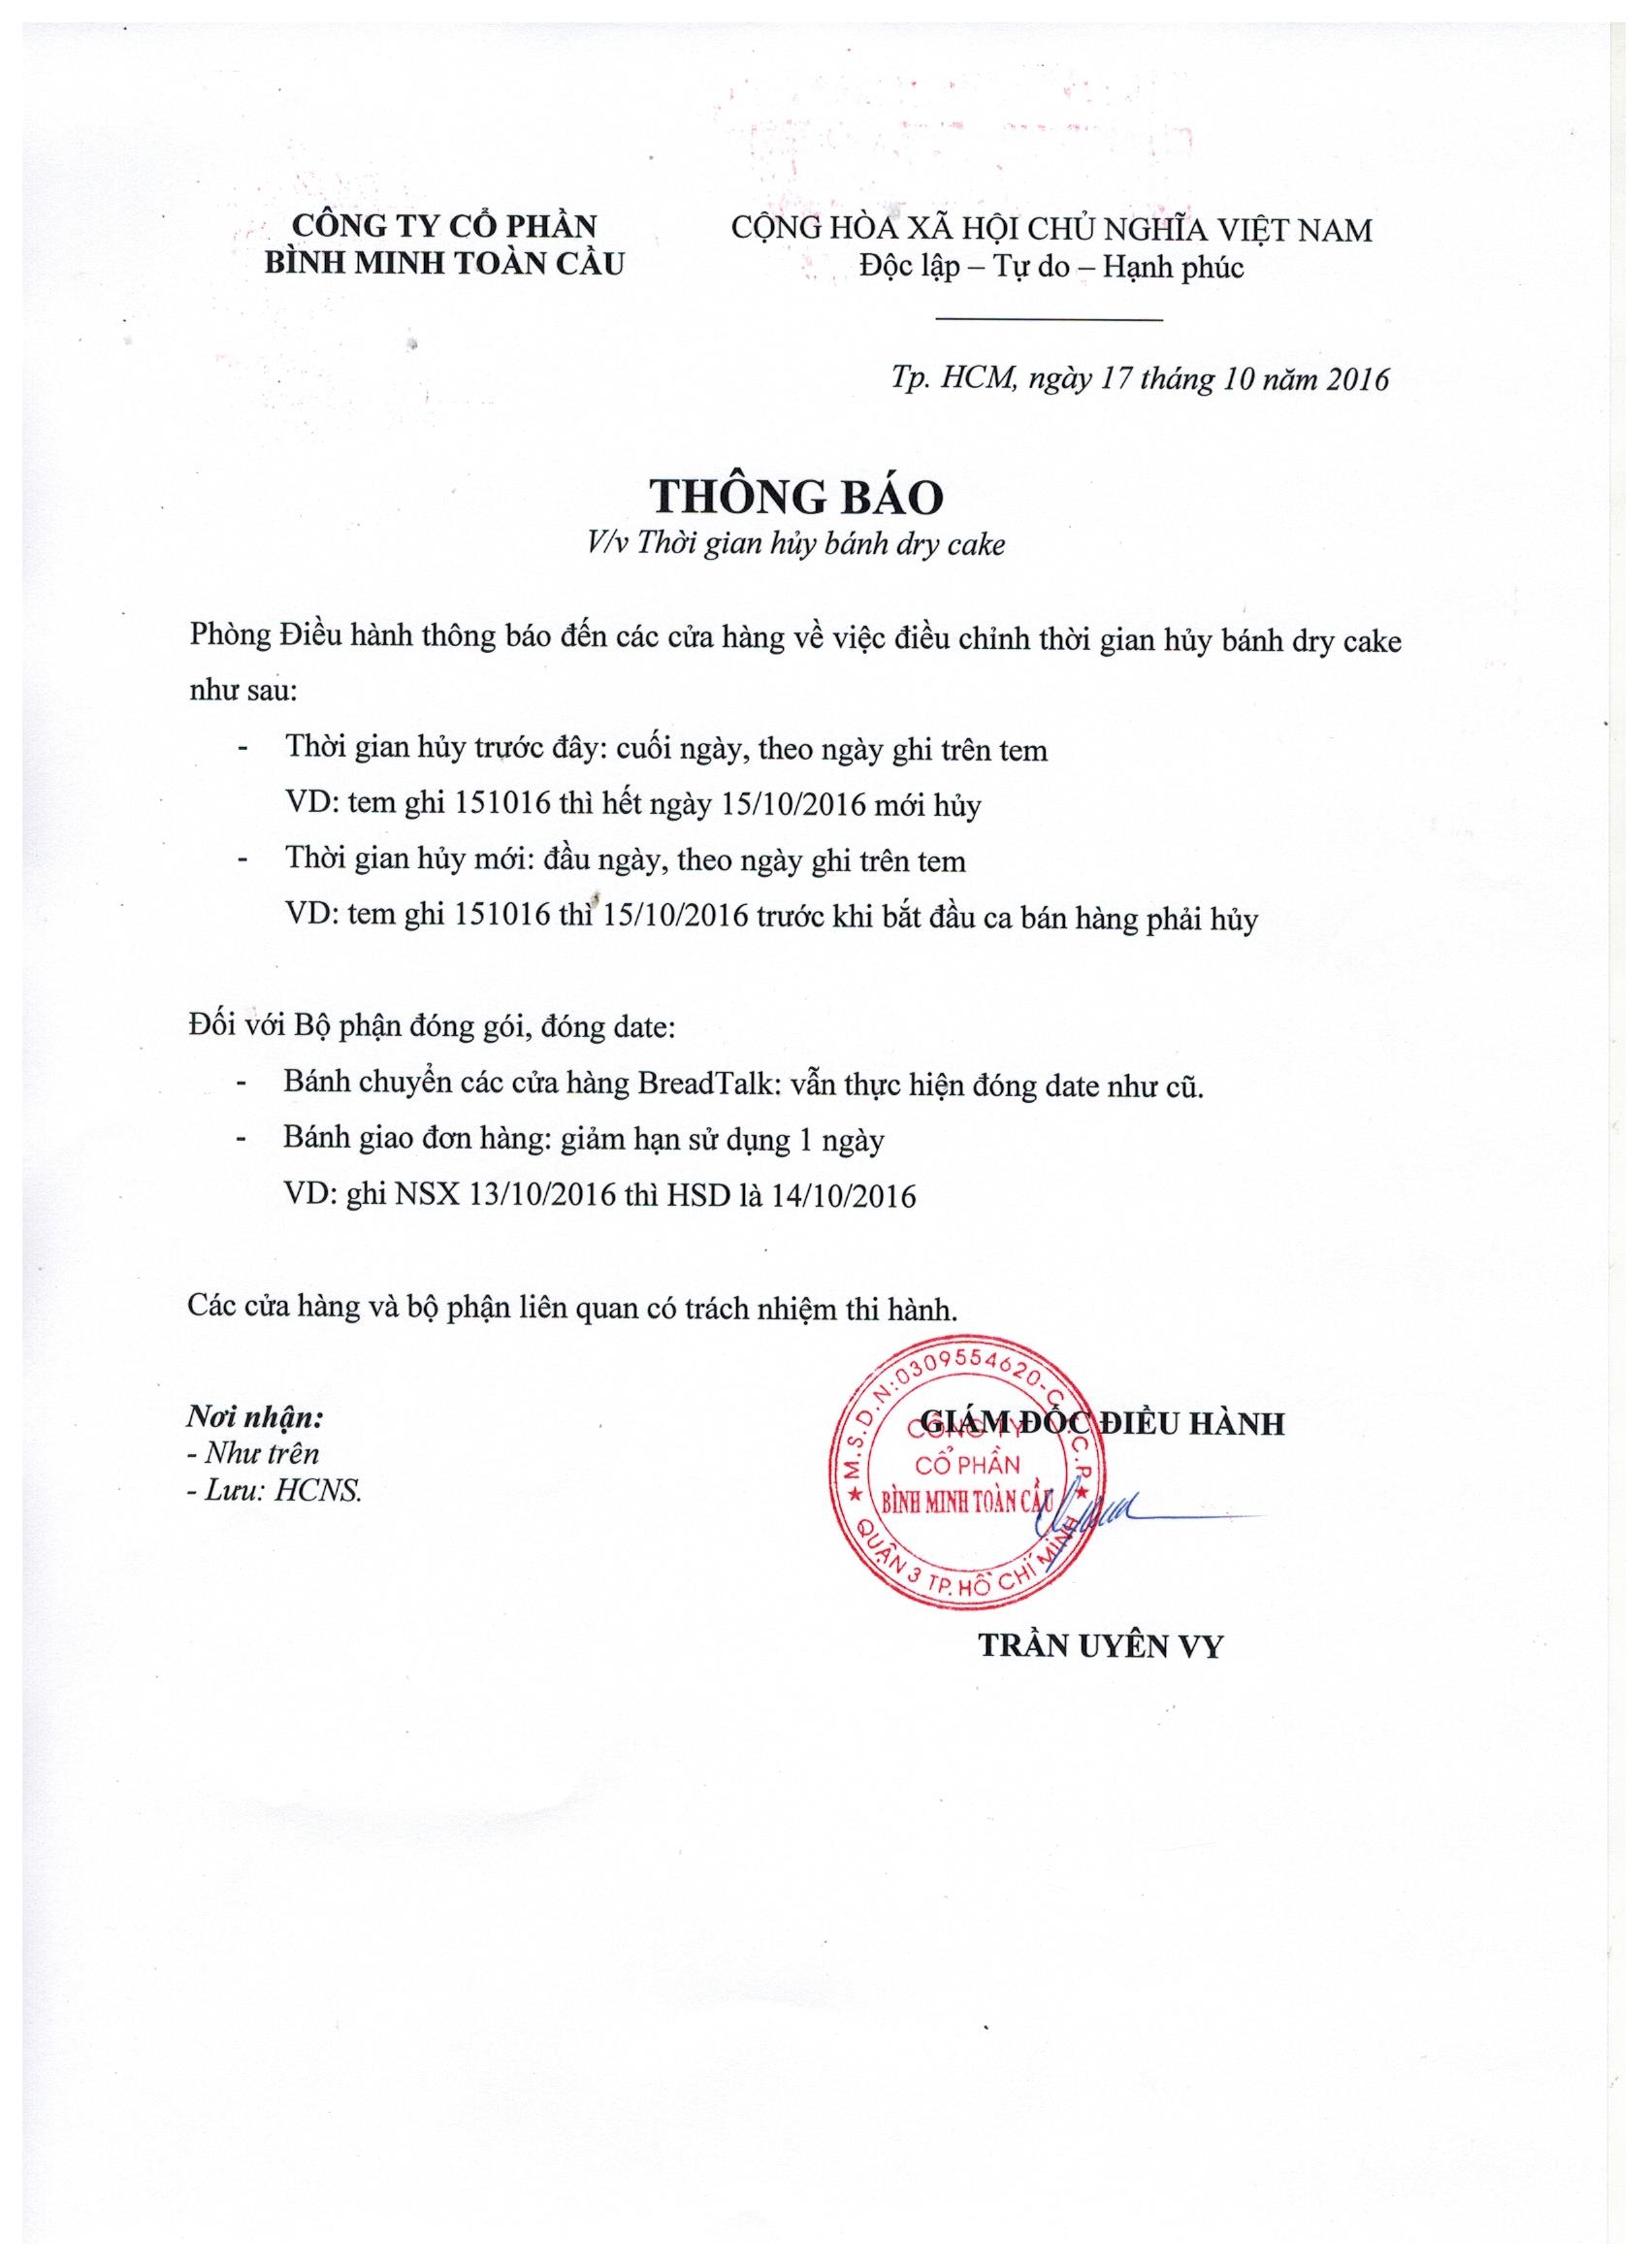 CÔNG TY CỔ PHẦN
BÌNH MINH TOÀN CẦU
CỘNG HÒA XÃ HỘI CHỦ NGHĨA VIỆT NAM
Độc lập – Tự do – Hạnh phúc
Tp. HCM, ngày 17 tháng 10 năm 2016
THÔNG BÁO
V/v Thời gian hủy bánh dry cake
Phòng Điều hành thông báo đến các cửa hàng về việc điều chỉnh thời gian hủy bánh dry cake
như sau:
- Thời gian hủy trước đây: cuối ngày, theo ngày ghi trên tem
VD: tem ghi 151016 thì hết ngày 15/10/2016 mới hủy
- Thời gian hủy mới: đầu ngày, theo ngày ghi trên tem
VD: tem ghi 151016 thì 15/10/2016 trước khi bắt đầu ca bán hàng phải hủy
Đối với Bộ phận đóng gói, đóng date:
- Bánh chuyển các cửa hàng BreadTalk: vẫn thực hiện đóng date như cũ.
- Bánh giao đơn hàng: giảm hạn sử dụng 1 ngày
VD: ghi NSX 13/10/2016 thì HSD là 14/10/2016
Các cửa hàng và bộ phận liên quan có trách nhiệm thi hành.
Nơi nhận:
- Như trên
- Lưu: HCNS.
GIÁM ĐỐC ĐIỀU HÀNH
M.S.D.N:0309554620-C.T.C.P
CÔNG TY
CỔ PHẦN
BÌNH MINH TOÀN CẦU
QUẬN 3 TP. HỒ CHÍ MINH
TRẦN UYÊN VY